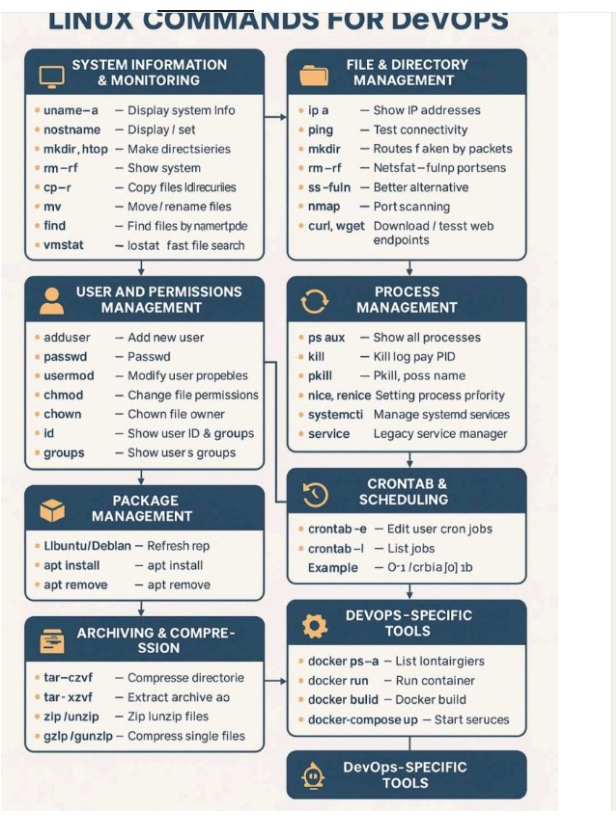 LINUX COMMANDS FOR DevOPS
SYSTEM INFORMATION
& MONITORING
uname-a — Display system Info
nostname — Display / set
mkdir, htop — Make directsieries
rm-rf — Show system
cp-r — Copy files ldirecuriies
mv — Move/rename files
find — Find files by namertpde
vmstat — lostat fast file search
FILE & DIRECTORY
MANAGEMENT
ip a — Show IP addresses
ping — Test connectivity
mkdir — Routes f aken by packets
rm-rf — Netsfat-fulnp portsens
ss-fuln — Better alternative
nmap — Port scanning
curl, wget Download / tesst web
endpoints
USER AND PERMISSIONS
MANAGEMENT
adduser — Add new user
passwd — Passwd
usermod — Modify user propebles
chmod — Change file permissions
chown — Chown file owner
id — Show user ID & groups
groups — Show user s groups
PROCESS
MANAGEMENT
ps aux — Show all processes
kill — Kill log pay PID
pkill — Pkill, poss name
nice, renice Setting process prfority
systemcti Manage systemd services
service Legacy service manager
PACKAGE
MANAGEMENT
LIbuntu/Deblan — Refresh rep
apt install — apt install
apt remove — apt remove
CRONTAB &
SCHEDULING
crontab-e — Edit user cron jobs
crontab-l — List jobs
Example —
ARCHIVING & COMPRE-
SSION
tar-czvf — Compresse directorie
tar-xzvf — Extract archive ao
zip /unzip — Zip lunzip files
gzlp /gunzlp — Compress single files
DEVOPS-SPECIFIC
TOOLS
docker ps-a — List Iontairgiers
docker run — Run container
docker bulid — Docker build
docker-compose up — Start seruces
DevOps-SPECIFIC
TOOLS